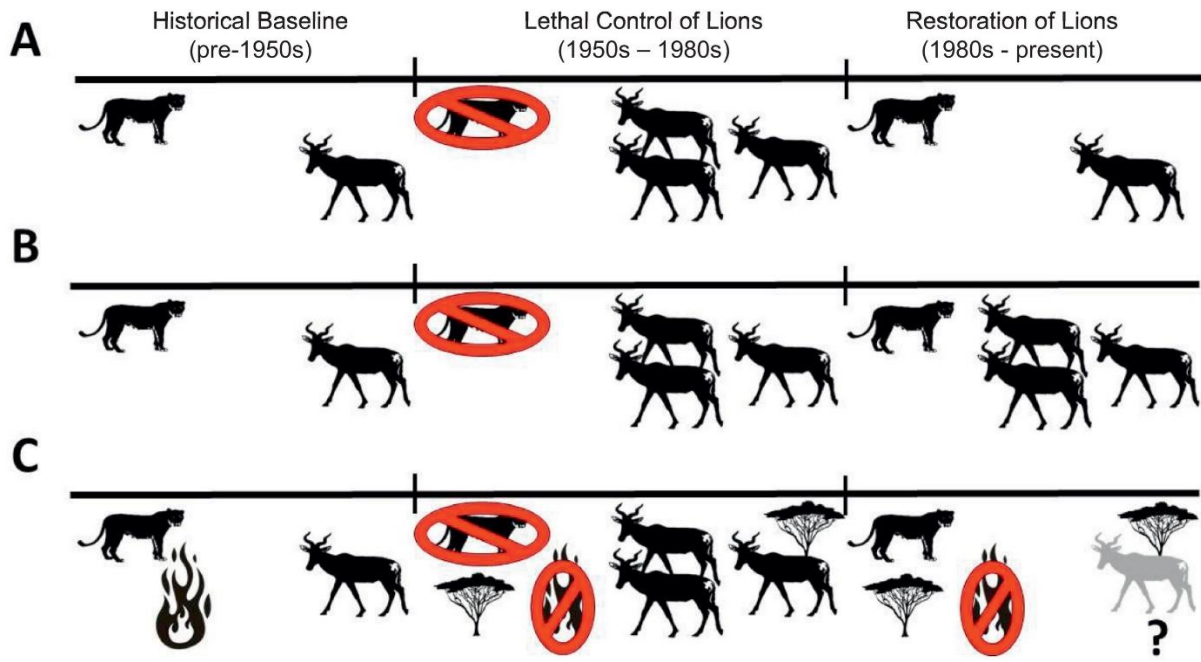 Historical Baseline
(pre-1950s)
Lethal Control of Lions
(1950s – 1980s)
Restoration of Lions
(1980s - present)
A
B
C
?